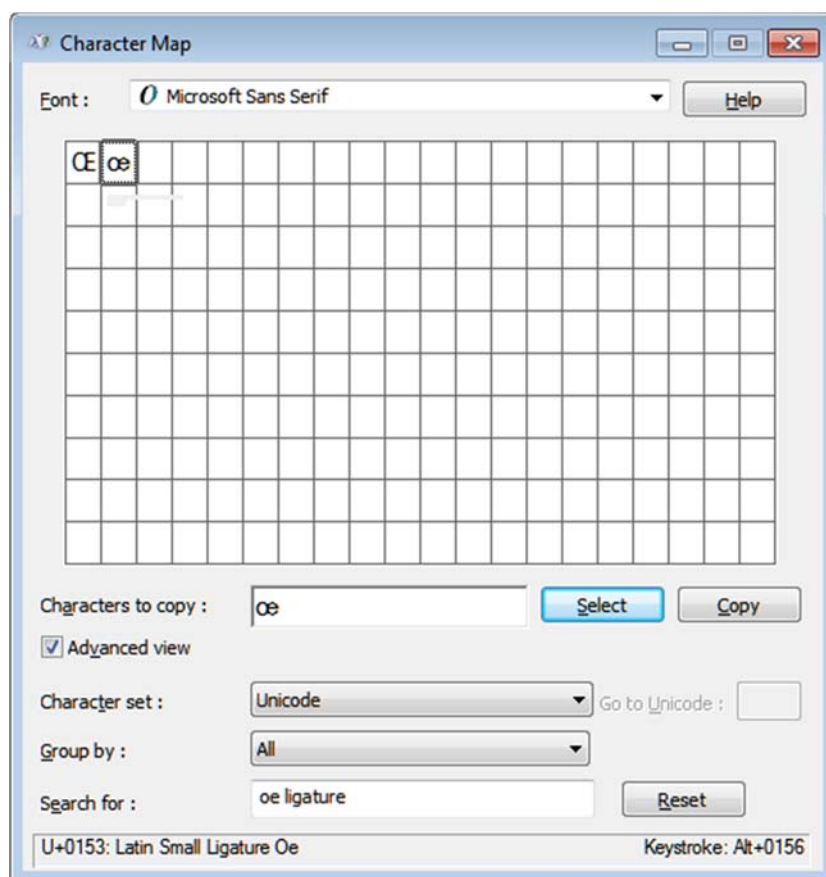 Character Map
Font : O Microsoft Sans Serif Help
Œ œ
Characters to copy : œ Select Copy
Advanced view
Character set : Unicode Go to Unicode :
Group by : All
Search for : oe ligature Reset
U+0153: Latin Small Ligature Oe Keystroke: Alt+0156